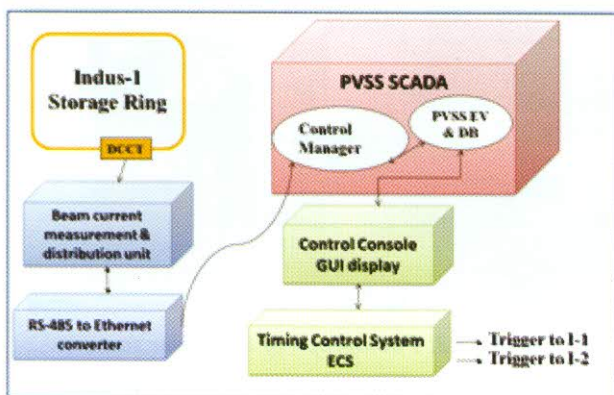 Indus-1
Storage Ring
DCCT
Beam current
measurement &
distribution unit
RS-485 to Ethernet
converter
PVSS SCADA
Control
Manager
PVSS EV
& DB
Control Console
GUI display
Timing Control System
ECS
Trigger to I-1
Trigger to I-2